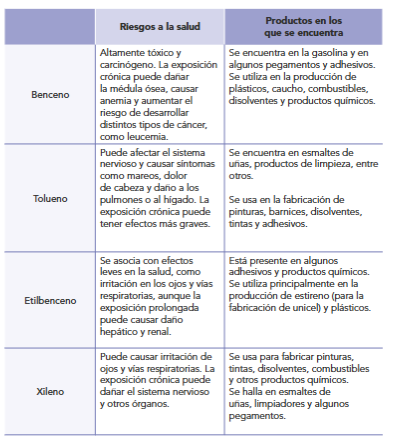 Riesgos a la salud
Productos en los
que se encuentra
Benceno
Altamente tóxico y
carcinógeno. La exposición
crónica puede dañar
la médula ósea, causar
anemia y aumentar el
riesgo de desarrollar
distintos tipos de cáncer,
como leucemia.
Se encuentra en la gasolina y en
algunos pegamentos y adhesivos.
Se utiliza en la producción de
plásticos, caucho, combustibles,
disolventes y productos químicos.
Tolueno
Puede afectar el sistema
nervioso y causar síntomas
como mareos, dolor
de cabeza y daño a los
pulmones o al hígado. La
exposición crónica puede
tener efectos más graves.
Se encuentra en esmaltes de
uñas, productos de limpieza, entre
otros.
Se usa en la fabricación de
pinturas, barnices, disolventes,
tintas y adhesivos.
Etilbenceno
Se asocia con efectos
leves en la salud, como
irritación en los ojos y vías
respiratorias, aunque la
exposición prolongada
puede causar daño
hepático y renal.
Está presente en algunos
adhesivos y productos químicos.
Se utiliza principalmente en la
producción de estireno (para la
fabricación de unicel) y plásticos.
Xileno
Puede causar irritación de
ojos y vías respiratorias. La
exposición crónica puede
dañar el sistema nervioso
y otros órganos.
Se usa para fabricar pinturas,
tintas, disolventes, combustibles
y otros productos químicos.
Se halla en esmaltes de
uñas, limpiadores y algunos
pegamentos.